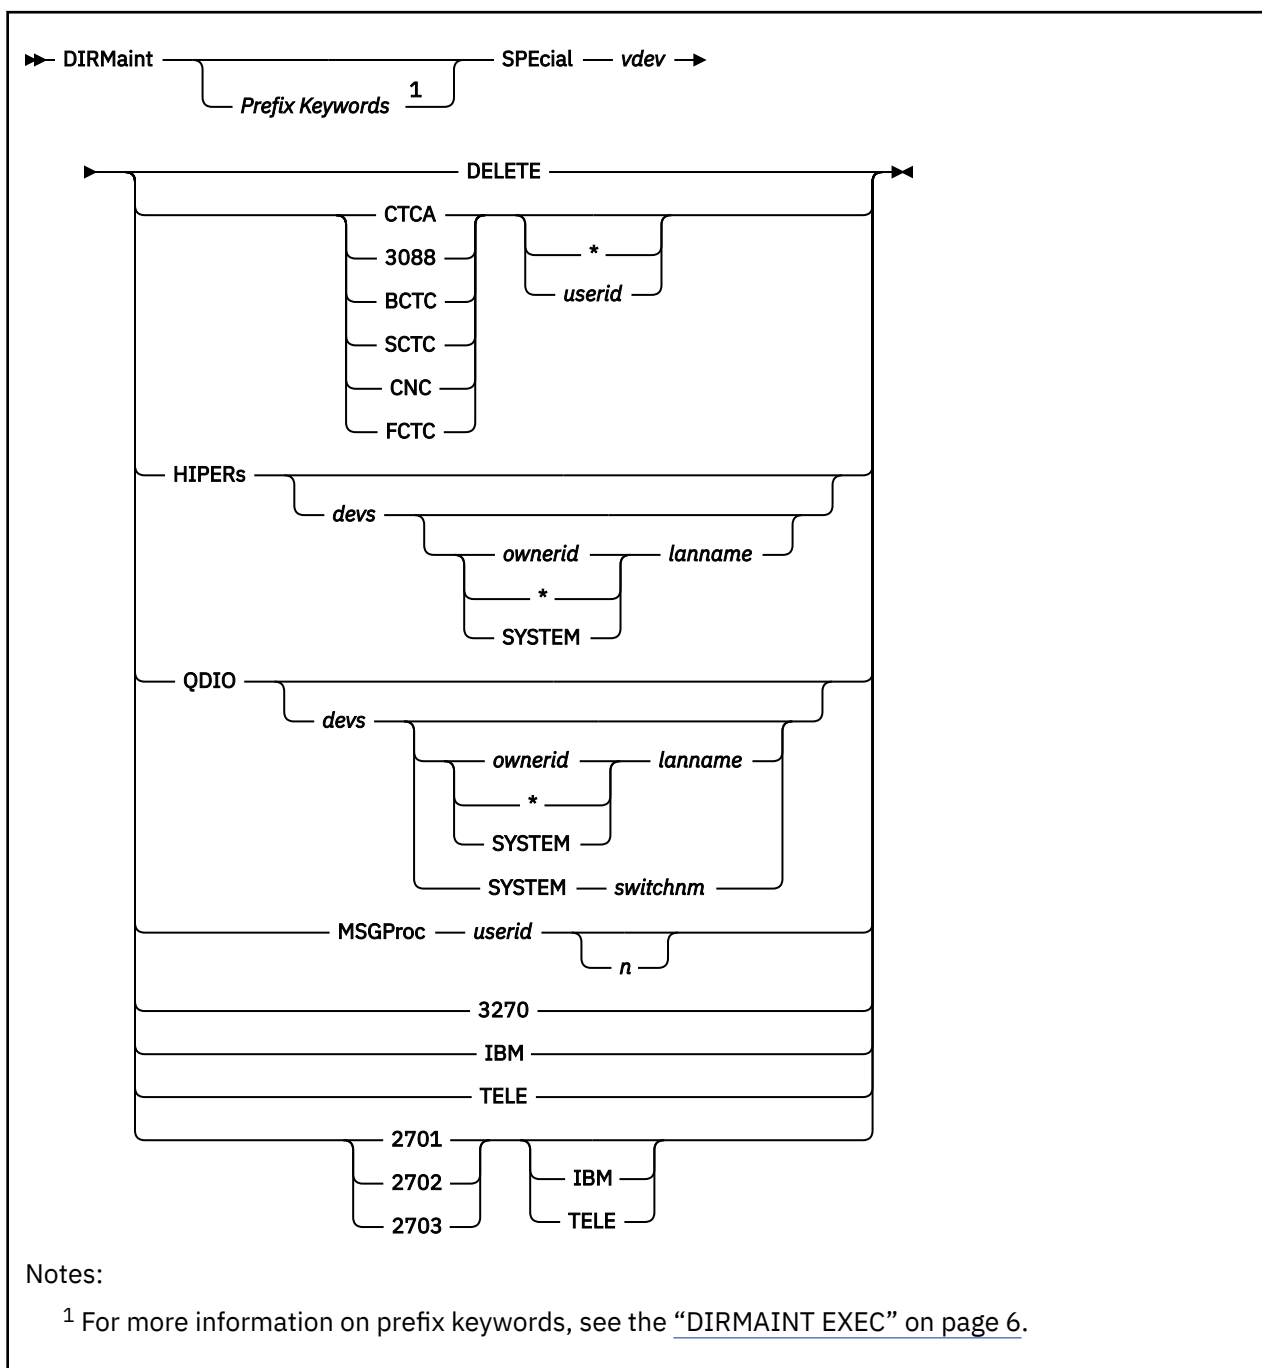 DIRMaint SPEcial vdev
Prefix Keywords 1
DELETE
CTCA
*
3088
userid
BCTC
SCTC
CNC
FCTC
HIPERs
devs
ownerid lanname
*
SYSTEM
QDIO
devs
ownerid lanname
*
SYSTEM
SYSTEM switchnm
MSGProc userid
n
3270
IBM
TELE
2701
2702 IBM
2703 TELE
Notes:
1 For more information on prefix keywords, see the “DIRMAINT EXEC” on page 6.